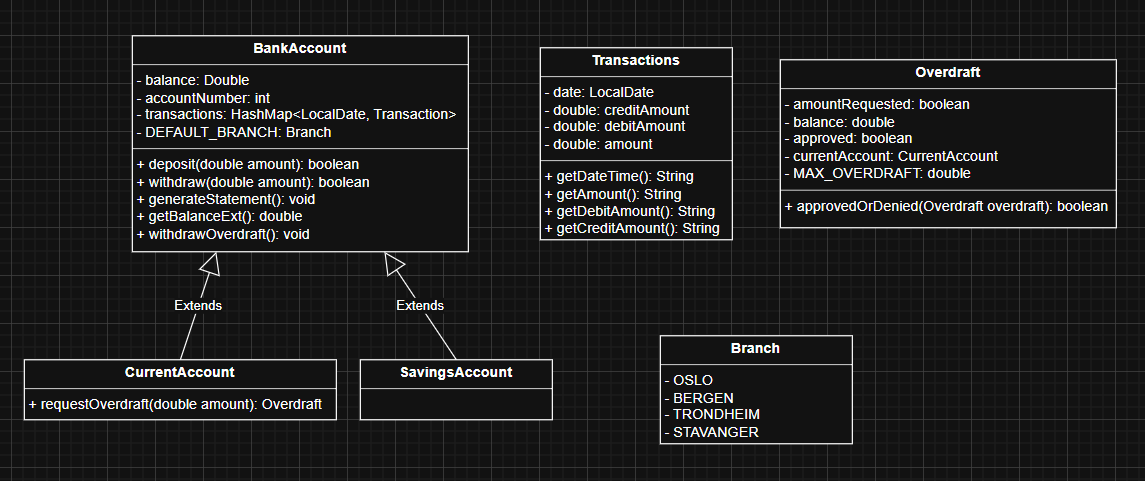 BankAccount
- balance: Double
- accountNumber: int
- transactions: HashMap<LocalDate, Transaction>
- DEFAULT_BRANCH: Branch
+ deposit(double amount): boolean
+ withdraw(double amount): boolean
+ generateStatement(): void
+ getBalanceExt(): double
+ withdrawOverdraft(): void
Transactions
- date: LocalDate
- double: creditAmount
- double: debitAmount
- double: amount
+ getDateTime(): String
+ getAmount(): String
+ getDebitAmount(): String
+ getCreditAmount(): String
Overdraft
- amountRequested: boolean
- balance: double
- approved: boolean
- currentAccount: CurrentAccount
- MAX_OVERDRAFT: double
+ approvedOrDenied(Overdraft overdraft): boolean
Extends
Extends
CurrentAccount
+ requestOverdraft(double amount): Overdraft
SavingsAccount
Branch
- OSLO
- BERGEN
- TRONDHEIM
- STAVANGER